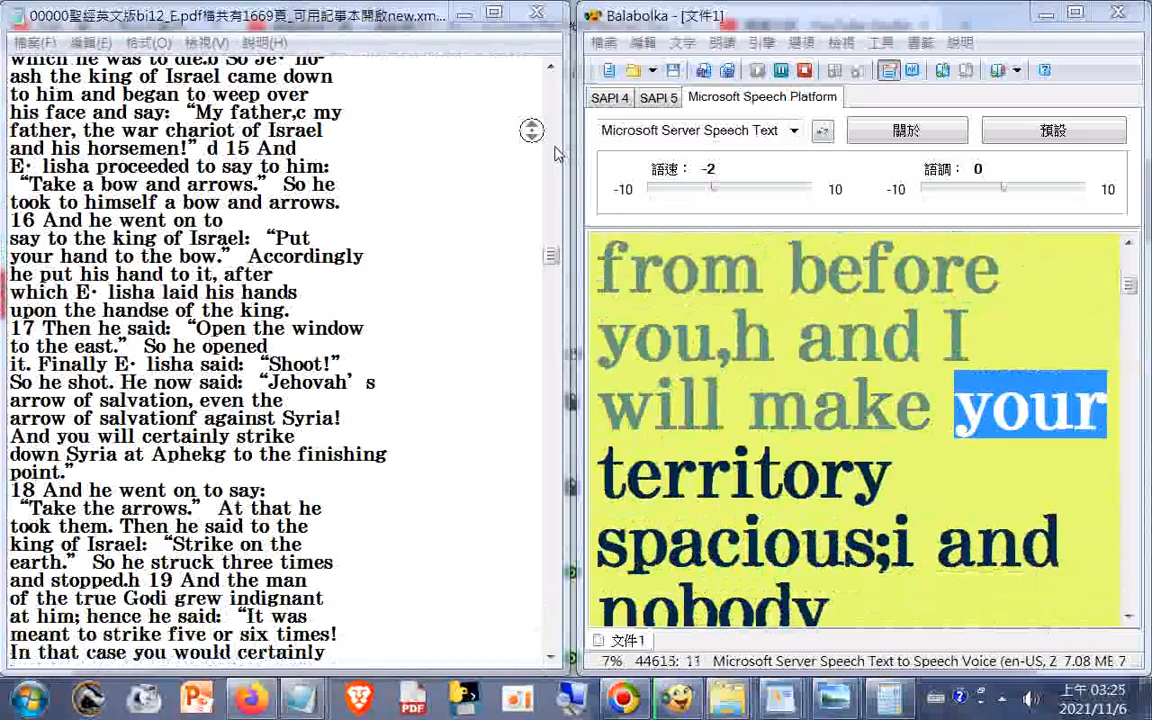 00000聖經英文版bi12_E.pdf檔共有1669頁_可用記事本開啟new.xm...
檔案(F) 編輯(E) 格式(O) 檢視(V) 說明(H)
which he was to die.b So Je· ho-
ash the king of Israel came down
to him and began to weep over
his face and say: “My father,c my
father, the war chariot of Israel
and his horsemen!” d 15 And
E· lisha proceeded to say to him:
“Take a bow and arrows.” So he
took to himself a bow and arrows.
16 And he went on to
say to the king of Israel: “Put
your hand to the bow.” Accordingly
he put his hand to it, after
which E· lisha laid his hands
upon the handse of the king.
17 Then he said: “Open the window
to the east.” So he opened
it. Finally E· lisha said: “Shoot!”
So he shot. He now said: “Jehovah’s
arrow of salvation, even the
arrow of salvationf against Syria!
And you will certainly strike
down Syria at Aphekg to the finishing
point.”
18 And he went on to say:
“Take the arrows.” At that he
took them. Then he said to the
king of Israel: “Strike on the
earth.” So he struck three times
and stopped.h 19 And the man
of the true Godi grew indignant
at him; hence he said: “It was
meant to strike five or six times!
In that case you would certainly
Balabolka - [文件1]
檔案 編輯 文字 朗讀 引擎 選項 檢視 工具 書籤 說明
SAPI 4 SAPI 5 Microsoft Speech Platform
Microsoft Server Speech Text 關於 預設
語速: -2 語調: 0
-10 10 -10 10
from before
you,h and I
will make your
territory
spacious;i and
nobody
文件1
7% 44613: 11 Microsoft Server Speech Text to Speech Voice (en-US, Z 7.08 MB 7
PDF
上午 03:25
2021/11/6